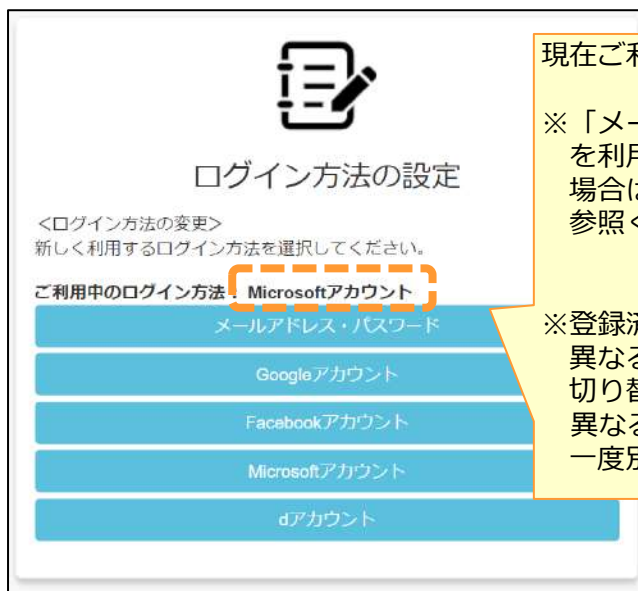 ログイン方法の設定
<ログイン方法の変更>
新しく利用するログイン方法を選択してください。
ご利用中のログイン方法： Microsoftアカウント
メールアドレス・パスワード
Googleアカウント
Facebookアカウント
Microsoftアカウント
dアカウント
現在ご
※「メー
を利
場合は
参照く
※登録済
異なる
切り替
異なる
一度別